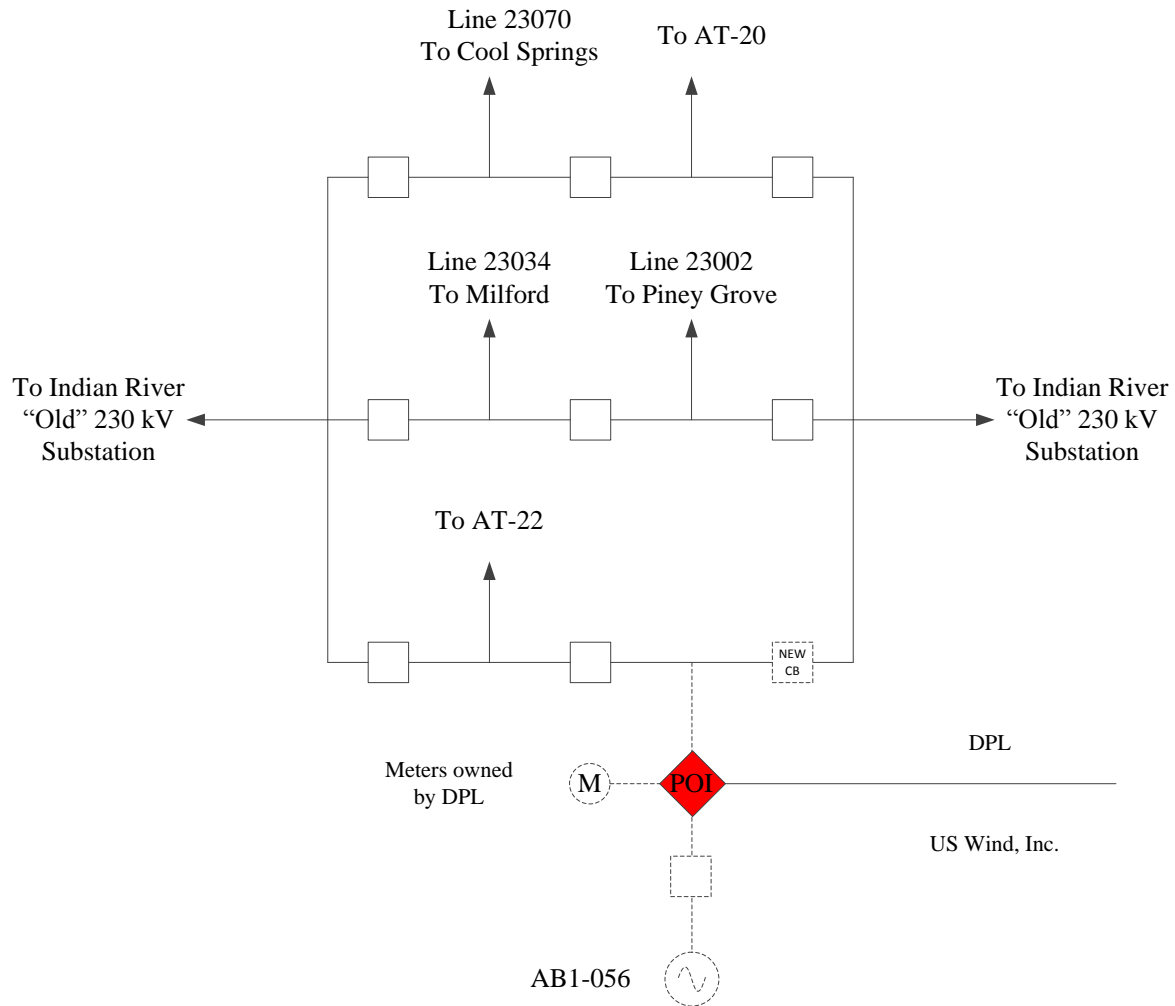 Line 23070
To Cool Springs
To AT-20
Line 23034
To Milford
Line 23002
To Piney Grove
To Indian River
“Old” 230 kV
Substation
To Indian River
“Old” 230 kV
Substation
To AT-22
NEW
CB
DPL
Meters owned
by DPL
M
POI
US Wind, Inc.
AB1-056